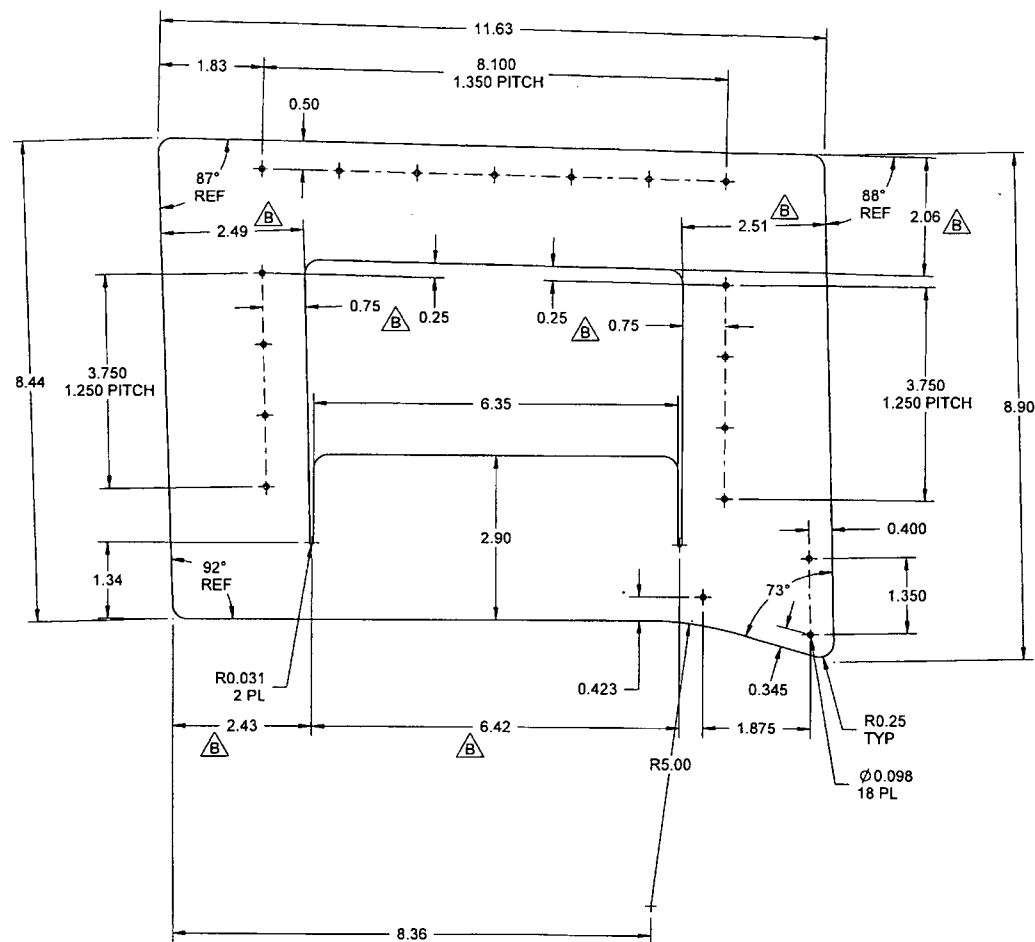 11.63
1.83
8.100
1.350 PITCH
0.50
87°
REF
88°
REF
B
B
2.06
B
2.49
2.51
0.75
B
0.25
0.25
B
0.75
8.44
3.750
1.250 PITCH
3.750
1.250 PITCH
8.90
6.35
2.90
0.400
1.34
92°
REF
73°
1.350
R0.031
2 PL
0.423
0.345
2.43
B
6.42
B
1.875
R0.25
TYP
R5.00
Ø0.098
18 PL
8.36